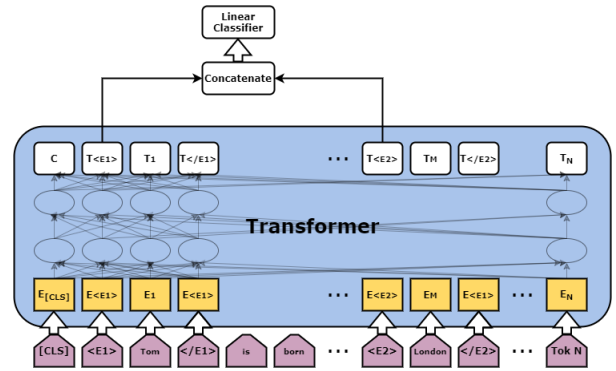 Linear
Classifier
Concatenate
C T<E1> T1 T</E1> ... T<E2> TM T</E2> TN
Transformer
E[CLS] E<E1> E1 E<E1> ... E<E2> EM E<E1> ... EN
[CLS] <E1> Tom </E1> is born ... <E2> London </E2> ... Tok N